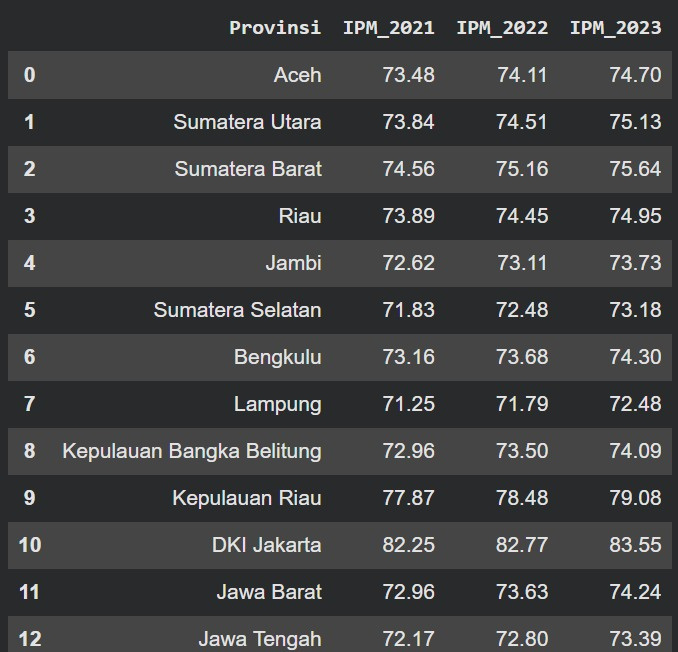 Provinsi IPM_2021 IPM_2022 IPM_2023
0 Aceh 73.48 74.11 74.70
1 Sumatera Utara 73.84 74.51 75.13
2 Sumatera Barat 74.56 75.16 75.64
3 Riau 73.89 74.45 74.95
4 Jambi 72.62 73.11 73.73
5 Sumatera Selatan 71.83 72.48 73.18
6 Bengkulu 73.16 73.68 74.30
7 Lampung 71.25 71.79 72.48
8 Kepulauan Bangka Belitung 72.96 73.50 74.09
9 Kepulauan Riau 77.87 78.48 79.08
10 DKI Jakarta 82.25 82.77 83.55
11 Jawa Barat 72.96 73.63 74.24
12 Jawa Tengah 72.17 72.80 73.39